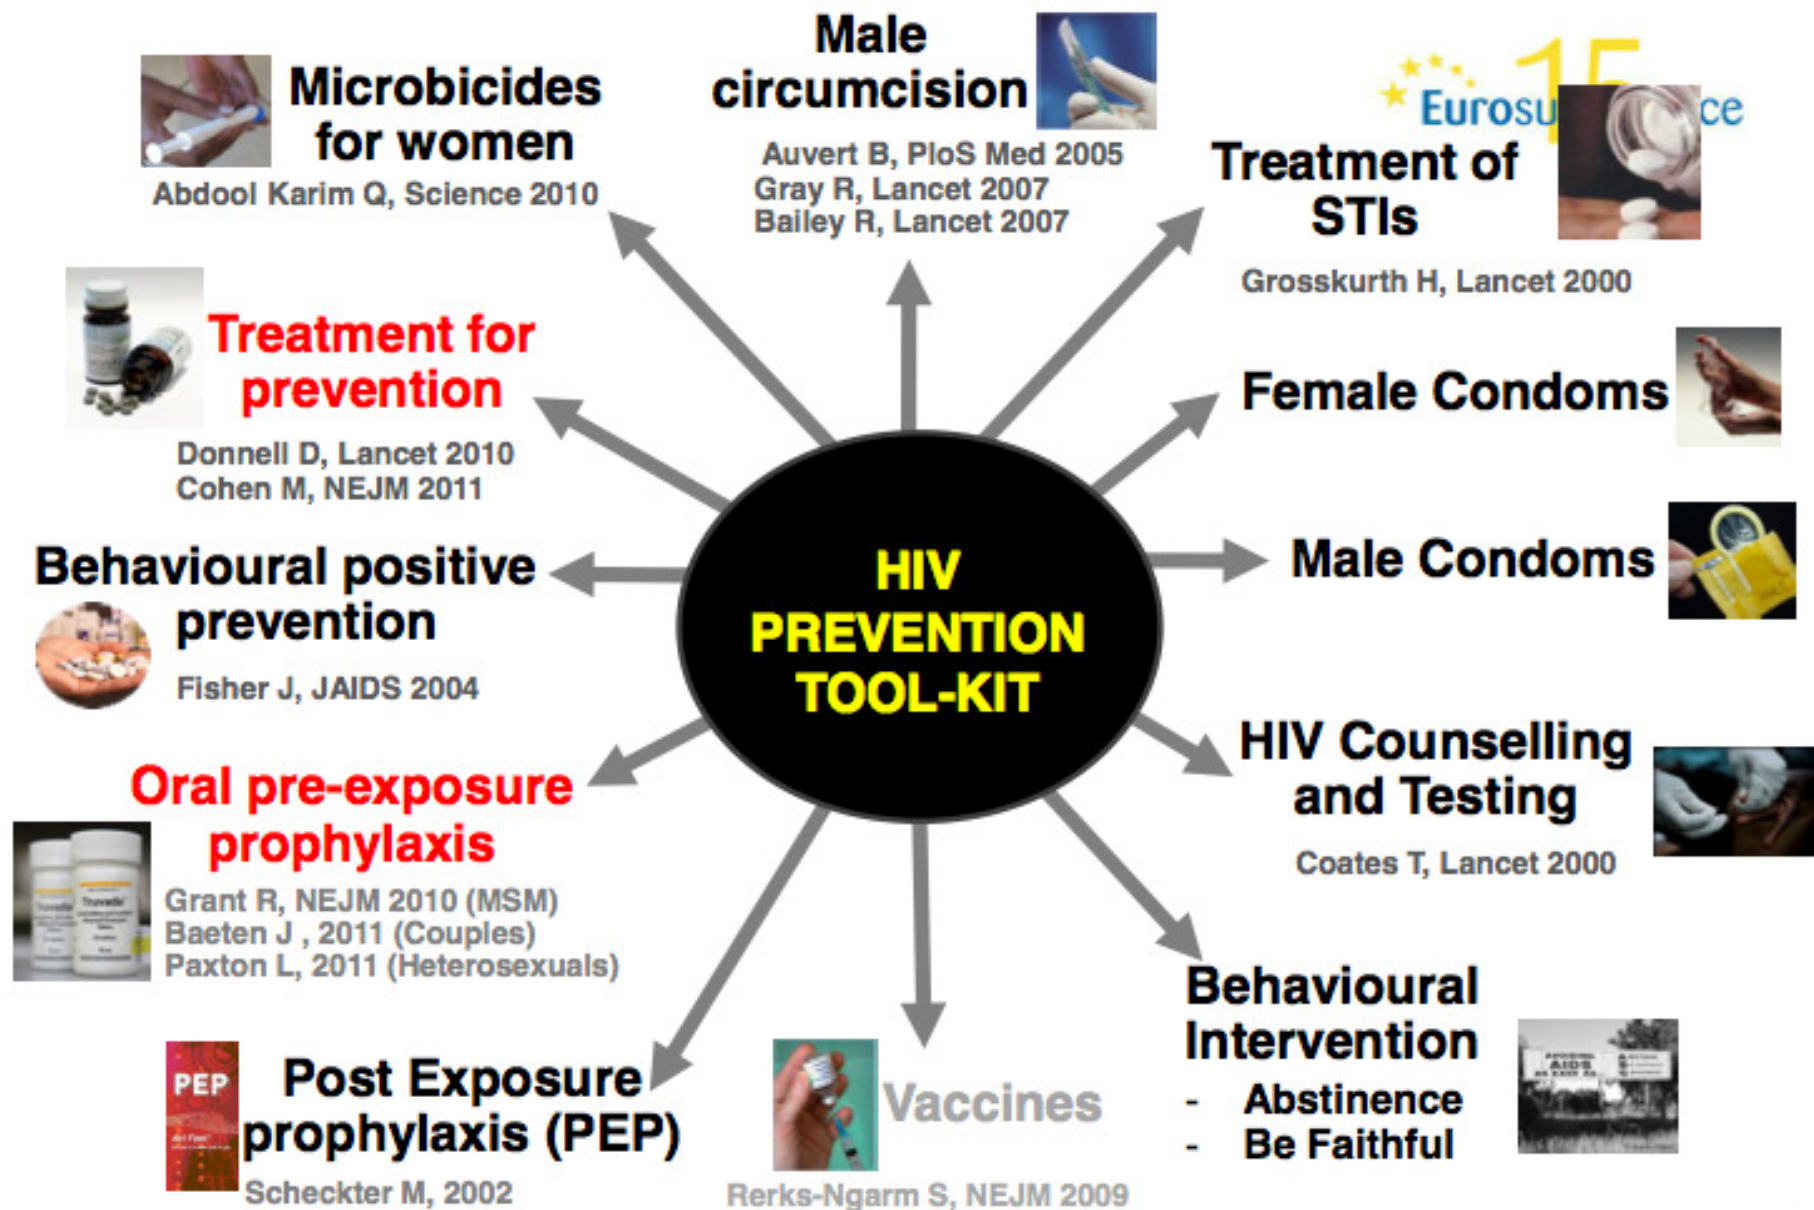 Microbicides
for women
Abdool Karim Q, Science 2010
Male
circumcision
Auvert B, PloS Med 2005
Gray R, Lancet 2007
Bailey R, Lancet 2007
15
Treatment of
STIs
Grosskurth H, Lancet 2000
Treatment for
prevention
Donnell D, Lancet 2010
Cohen M, NEJM 2011
Female Condoms
Behavioural positive
prevention
Fisher J, JAIDS 2004
HIV
PREVENTION
TOOL-KIT
Male Condoms
Oral pre-exposure
prophylaxis
Grant R, NEJM 2010 (MSM)
Baeten J , 2011 (Couples)
Paxton L, 2011 (Heterosexuals)
Truvada
HIV Counselling
and Testing
Coates T, Lancet 2000
PEP
Post Exposure
prophylaxis (PEP)
Scheckter M, 2002
Vaccines
Rerks-Ngarm S, NEJM 2009
Behavioural
Intervention
- Abstinence
- Be Faithful
AIDS